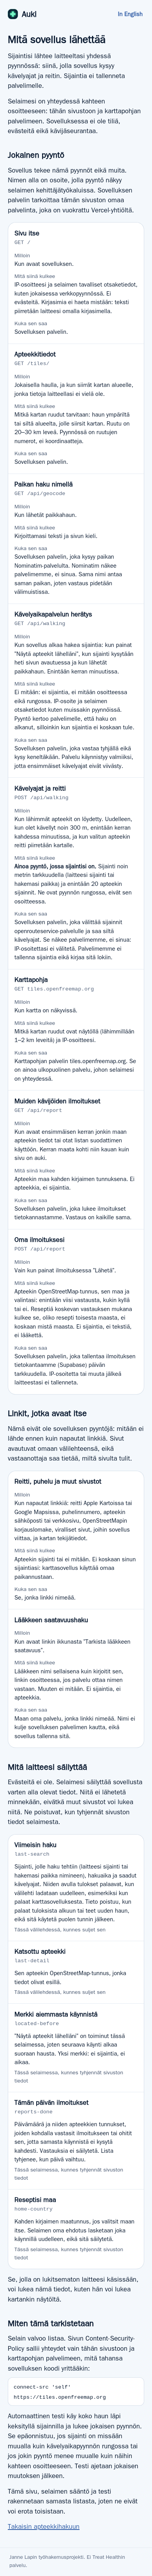 Auki
In English
Mitä sovellus lähettää
Sijaintisi lähtee laitteeltasi yhdessä
pyynnössä: siinä, jolla sovellus kysyy
kävelyajat ja reitin. Sijaintia ei tallenneta
palvelimelle.
Selaimesi on yhteydessä kahteen
osoitteeseen: tähän sivustoon ja karttapohjan
palvelimeen. Sovelluksessa ei ole tiliä,
evästeitä eikä kävijäseurantaa.
Jokainen pyyntö
Sovellus tekee nämä pyynnöt eikä muita.
Nimen alla on osoite, jolla pyyntö näkyy
selaimen kehittäjätyökaluissa. Sovelluksen
palvelin tarkoittaa tämän sivuston omaa
palvelinta, joka on vuokrattu Vercel-yhtiöltä.
Sivu itse
GET /
Milloin
Kun avaat sovelluksen.
Mitä siinä kulkee
IP-osoitteesi ja selaimen tavalliset otsaketiedot,
kuten jokaisessa verkkopyynnössä. Ei
evästeitä. Kirjaimia ei haeta mistään: teksti
piirretään laitteesi omalla kirjasimella.
Kuka sen saa
Sovelluksen palvelin.
Apteekkitiedot
GET /tiles/
Milloin
Jokaisella haulla, ja kun siirrät kartan alueelle,
jonka tietoja laitteellasi ei vielä ole.
Mitä siinä kulkee
Mitkä kartan ruudut tarvitaan: haun ympäriltä
tai siltä alueelta, jolle siirsit kartan. Ruutu on
20–30 km leveä. Pyynnössä on ruutujen
numerot, ei koordinaatteja.
Kuka sen saa
Sovelluksen palvelin.
Paikan haku nimellä
GET /api/geocode
Milloin
Kun lähetät paikkahaun.
Mitä siinä kulkee
Kirjoittamasi teksti ja sivun kieli.
Kuka sen saa
Sovelluksen palvelin, joka kysyy paikan
Nominatim-palvelulta. Nominatim näkee
palvelimemme, ei sinua. Sama nimi antaa
saman paikan, joten vastaus pidetään
välimuistissa.
Kävelyaikapalvelun herätys
GET /api/walking
Milloin
Kun sovellus alkaa hakea sijaintia: kun painat
"Näytä apteekit lähelläni", kun sijainti kysytään
heti sivun avautuessa ja kun lähetät
paikkahaun. Enintään kerran minuutissa.
Mitä siinä kulkee
Ei mitään: ei sijaintia, ei mitään osoitteessa
eikä rungossa. IP-osoite ja selaimen
otsaketiedot kuten muissakin pyynnöissä.
Pyyntö kertoo palvelimelle, että haku on
alkanut, silloinkin kun sijaintia ei koskaan tule.
Kuka sen saa
Sovelluksen palvelin, joka vastaa tyhjällä eikä
kysy keneltäkään. Palvelu käynnistyy valmiiksi,
jotta ensimmäiset kävelyajat eivät viivästy.
Kävelyajat ja reitti
POST /api/walking
Milloin
Kun lähimmät apteekit on löydetty. Uudelleen,
kun olet kävellyt noin 300 m, enintään kerran
kahdessa minuutissa, ja kun valitun apteekin
reitti piirretään kartalle.
Mitä siinä kulkee
Ainoa pyyntö, jossa sijaintisi on. Sijainti noin
metrin tarkkuudella (laitteesi sijainti tai
hakemasi paikka) ja enintään 20 apteekin
sijainnit. Ne ovat pyynnön rungossa, eivät sen
osoitteessa.
Kuka sen saa
Sovelluksen palvelin, joka välittää sijainnit
openrouteservice-palvelulle ja saa siltä
kävelyajat. Se näkee palvelimemme, ei sinua:
IP-osoitettasi ei välitetä. Palvelimemme ei
tallenna sijaintia eikä kirjaa sitä lokiin.
Karttapohja
GET tiles.openfreemap.org
Milloin
Kun kartta on näkyvissä.
Mitä siinä kulkee
Mitkä kartan ruudut ovat näytöllä (lähimmillään
1–2 km leveitä) ja IP-osoitteesi.
Kuka sen saa
Karttapohjan palvelin tiles.openfreemap.org. Se
on ainoa ulkopuolinen palvelu, johon selaimesi
on yhteydessä.
Muiden kävijöiden ilmoitukset
GET /api/report
Milloin
Kun avaat ensimmäisen kerran jonkin maan
apteekin tiedot tai otat listan suodattimen
käyttöön. Kerran maata kohti niin kauan kuin
sivu on auki.
Mitä siinä kulkee
Apteekin maa kahden kirjaimen tunnuksena. Ei
apteekkia, ei sijaintia.
Kuka sen saa
Sovelluksen palvelin, joka lukee ilmoitukset
tietokannastamme. Vastaus on kaikille sama.
Oma ilmoituksesi
POST /api/report
Milloin
Vain kun painat ilmoituksessa "Lähetä".
Mitä siinä kulkee
Apteekin OpenStreetMap-tunnus, sen maa ja
valintasi: enintään viisi vastausta, kukin kyllä
tai ei. Reseptiä koskevan vastauksen mukana
kulkee se, oliko resepti toisesta maasta, ei
koskaan mistä maasta. Ei sijaintia, ei tekstiä,
ei lääkettä.
Kuka sen saa
Sovelluksen palvelin, joka tallentaa ilmoituksen
tietokantaamme (Supabase) päivän
tarkkuudella. IP-osoitetta tai muuta jälkeä
laitteestasi ei tallenneta.
Linkit, jotka avaat itse
Nämä eivät ole sovelluksen pyyntöjä: mitään ei
lähde ennen kuin napautat linkkiä. Sivut
avautuvat omaan välilehteensä, eikä
vastaanottaja saa tietää, miltä sivulta tulit.
Reitti, puhelu ja muut sivustot
Milloin
Kun napautat linkkiä: reitti Apple Kartoissa tai
Google Mapsissa, puhelinnumero, apteekin
sähköposti tai verkkosivu, OpenStreetMapin
korjauslomake, viralliset sivut, joihin sovellus
viittaa, ja kartan tekijätiedot.
Mitä siinä kulkee
Apteekin sijainti tai ei mitään. Ei koskaan sinun
sijaintiasi: karttasovellus käyttää omaa
paikannustaan.
Kuka sen saa
Se, jonka linkki nimeää.
Lääkkeen saatavuushaku
Milloin
Kun avaat linkin ikkunasta "Tarkista lääkkeen
saatavuus".
Mitä siinä kulkee
Lääkkeen nimi sellaisena kuin kirjoitit sen,
linkin osoitteessa, jos palvelu ottaa nimen
vastaan. Muuten ei mitään. Ei sijaintia, ei
apteekkia.
Kuka sen saa
Maan oma palvelu, jonka linkki nimeää. Nimi ei
kulje sovelluksen palvelimen kautta, eikä
sovellus tallenna sitä.
Mitä laitteesi säilyttää
Evästeitä ei ole. Selaimesi säilyttää sovellusta
varten alla olevat tiedot. Niitä ei lähetetä
minnekään, eivätkä muut sivustot voi lukea
niitä. Ne poistuvat, kun tyhjennät sivuston
tiedot selaimesta.
Viimeisin haku
last-search
Sijainti, jolle haku tehtiin (laitteesi sijainti tai
hakemasi paikka nimineen), hakuaika ja saadut
kävelyajat. Niiden avulla tulokset palaavat, kun
välilehti ladataan uudelleen, esimerkiksi kun
palaat karttasovelluksesta. Tieto poistuu, kun
palaat tuloksista alkuun tai teet uuden haun,
eikä sitä käytetä puolen tunnin jälkeen.
Tässä välilehdessä, kunnes suljet sen
Katsottu apteekki
last-detail
Sen apteekin OpenStreetMap-tunnus, jonka
tiedot olivat esillä.
Tässä välilehdessä, kunnes suljet sen
Merkki aiemmasta käynnistä
located-before
"Näytä apteekit lähelläni" on toiminut tässä
selaimessa, joten seuraava käynti alkaa
suoraan hausta. Yksi merkki: ei sijaintia, ei
aikaa.
Tässä selaimessa, kunnes tyhjennät sivuston
tiedot
Tämän päivän ilmoitukset
reports-done
Päivämäärä ja niiden apteekkien tunnukset,
joiden kohdalla vastasit ilmoitukseen tai ohitit
sen, jotta samasta käynnistä ei kysytä
kahdesti. Vastauksia ei säilytetä. Lista
tyhjenee, kun päivä vaihtuu.
Tässä selaimessa, kunnes tyhjennät sivuston
tiedot
Reseptisi maa
home-country
Kahden kirjaimen maatunnus, jos valitsit maan
itse. Selaimen oma ehdotus lasketaan joka
käynnillä uudelleen, eikä sitä säilytetä.
Tässä selaimessa, kunnes tyhjennät sivuston
tiedot
Se, jolla on lukitsematon laitteesi käsissään,
voi lukea nämä tiedot, kuten hän voi lukea
kartankin näytöltä.
Miten tämä tarkistetaan
Selain valvoo listaa. Sivun Content-Security-
Policy sallii yhteydet vain tähän sivustoon ja
karttapohjan palvelimeen, mitä tahansa
sovelluksen koodi yrittääkin:
connect-src 'self'
https://tiles.openfreemap.org
Automaattinen testi käy koko haun läpi
keksityllä sijainnilla ja lukee jokaisen pyynnön.
Se epäonnistuu, jos sijainti on missään
muualla kuin kävelyaikapyynnön rungossa tai
jos jokin pyyntö menee muualle kuin näihin
kahteen osoitteeseen. Testi ajetaan jokaisen
muutoksen jälkeen.
Tämä sivu, selaimen sääntö ja testi
rakennetaan samasta listasta, joten ne eivät
voi erota toisistaan.
Takaisin apteekkihakuun
Janne Lapin työhakemusprojekti. Ei Treat Healthin
palvelu.